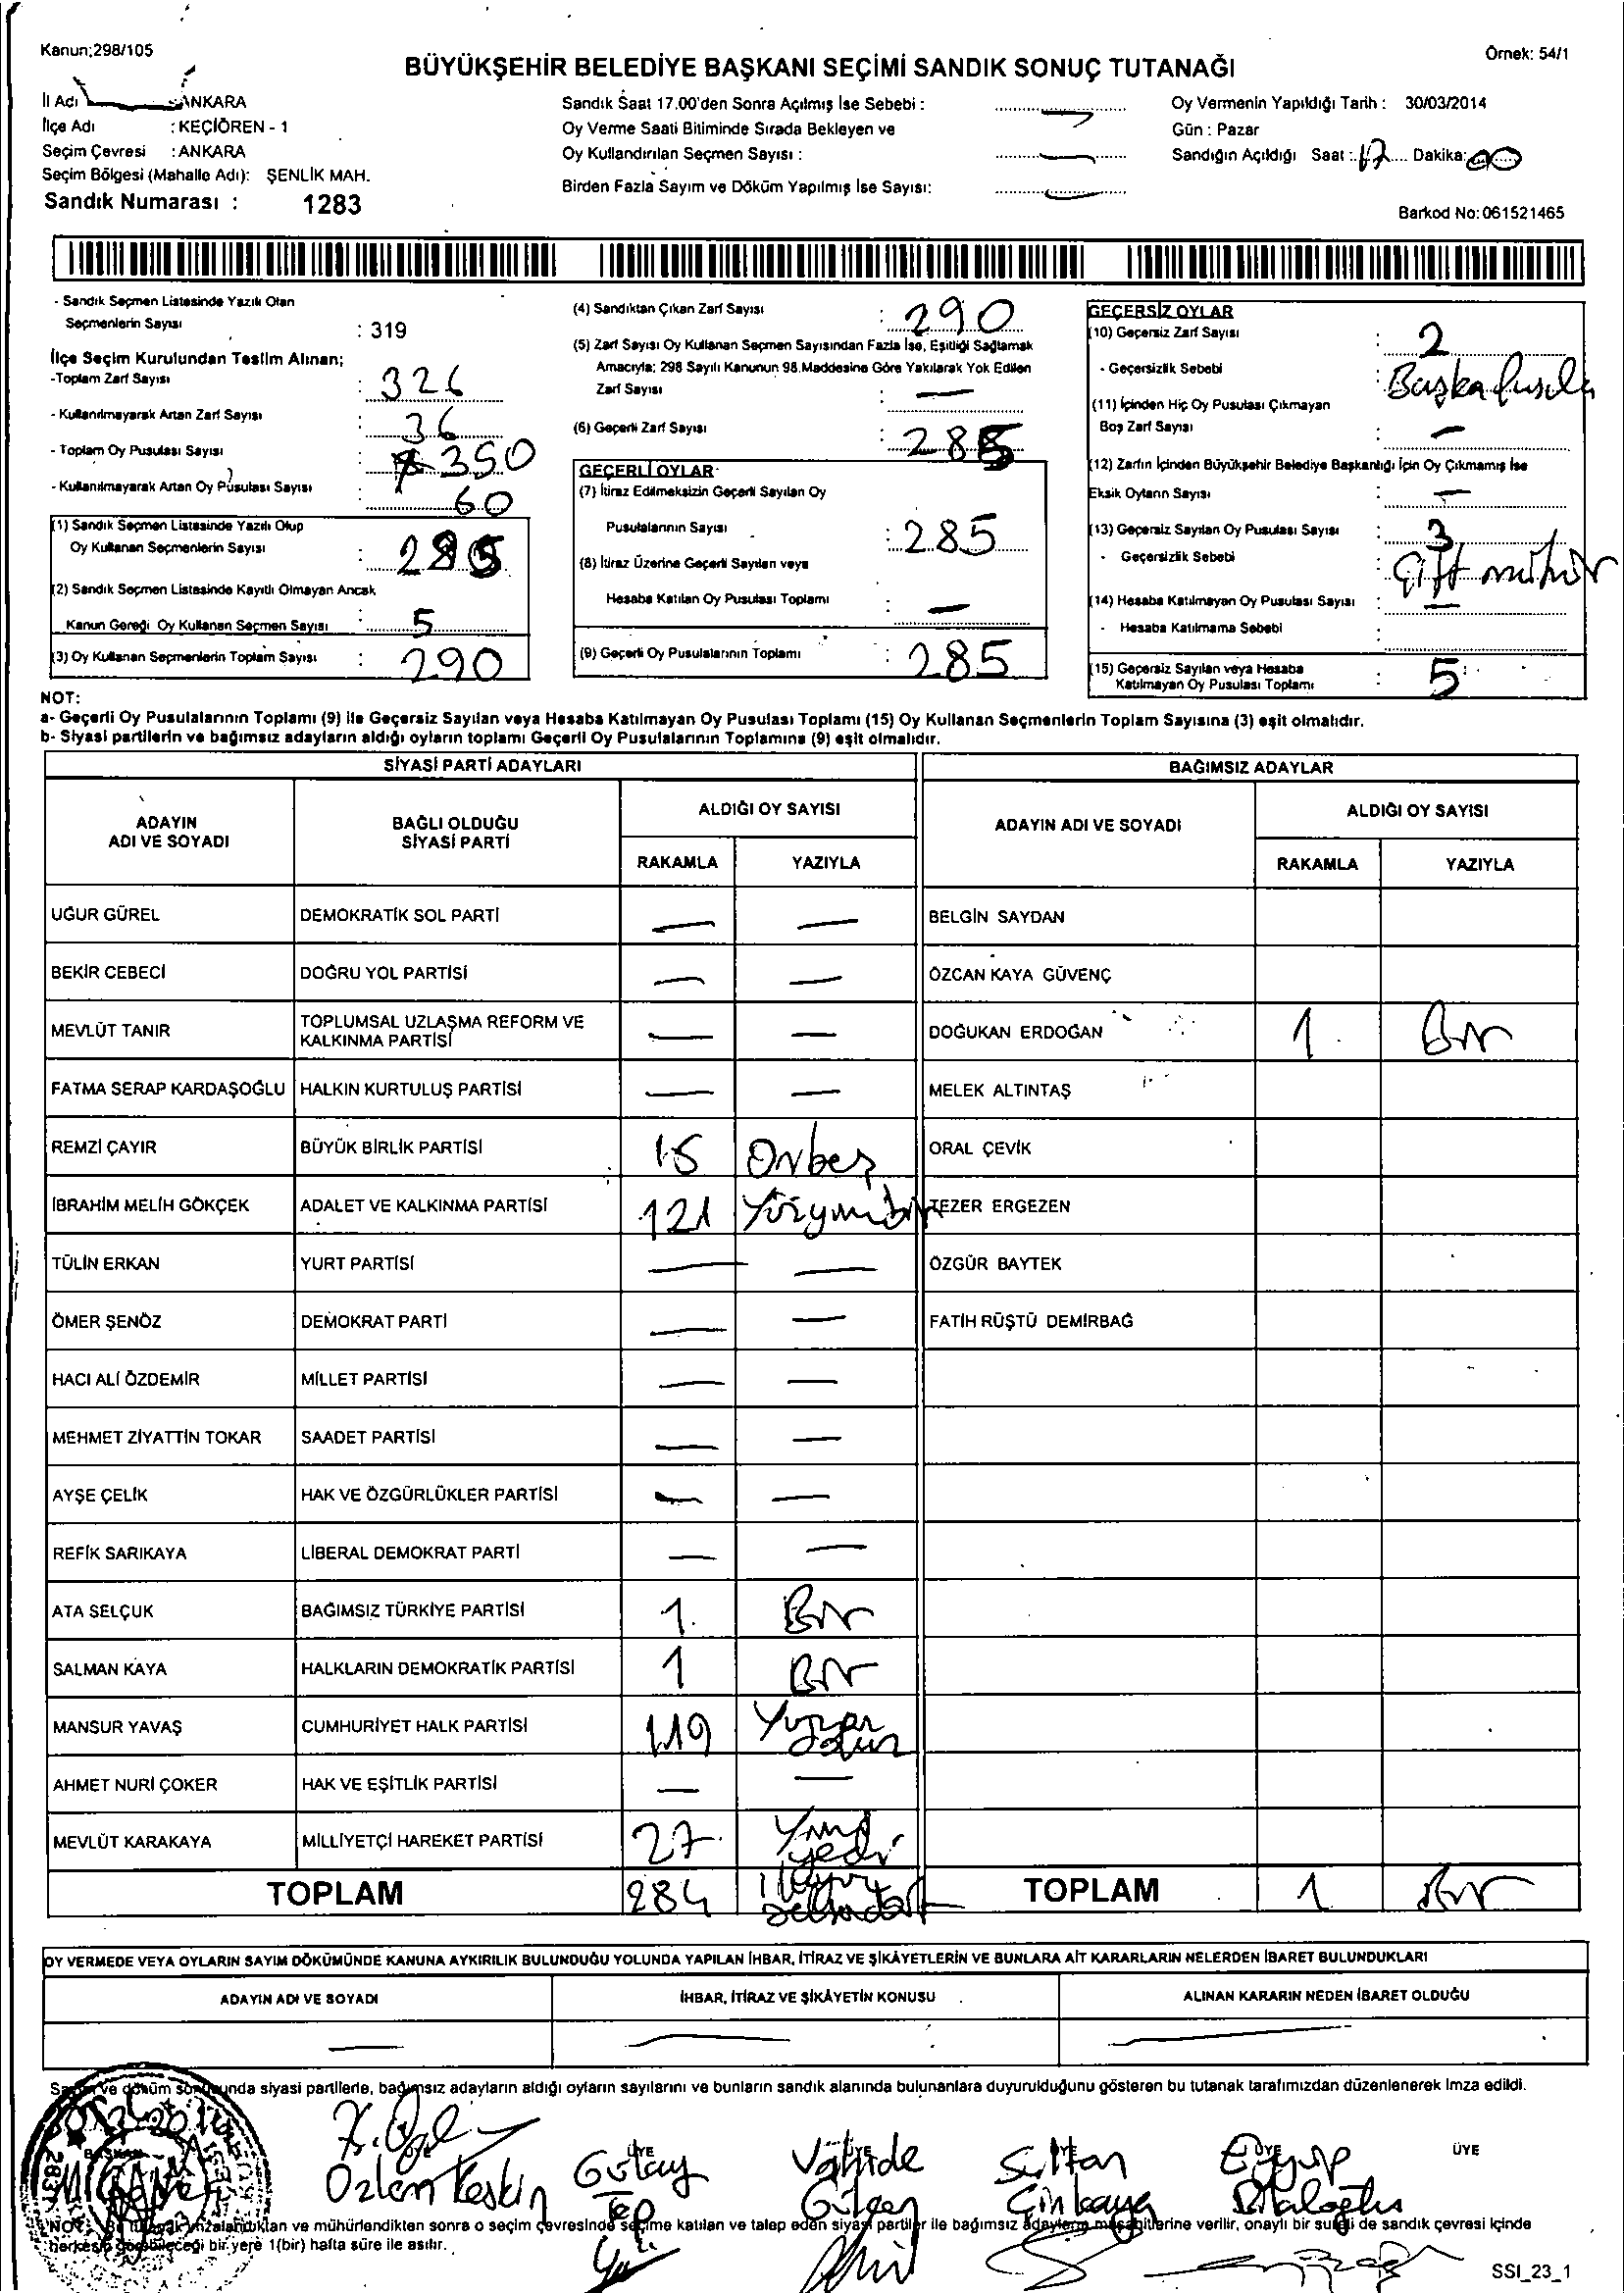 Kanun;298/105
Örnek: 54/1
BÜYÜKŞEHİR BELEDİYE BAŞKANI SEÇİMİ SANDIK SONUÇ TUTANAĞI
İl Adı ANKARA
İlçe Adı : KEÇİÖREN - 1
Seçim Çevresi : ANKARA
Seçim Bölgesi (Mahalle Adı): ŞENLİK MAH.
Sandık Numarası : 1283
Sandık Saat 17.00'den Sonra Açılmış İse Sebebi :
Oy Verme Saati Bitiminde Sırada Bekleyen ve
Oy Kullandırılan Seçmen Sayısı :
Birden Fazla Sayım ve Döküm Yapılmış İse Sayısı:
Oy Vermenin Yapıldığı Tarih : 30/03/2014
Gün : Pazar
Sandığın Açıldığı Saat : 17 Dakika: 00
Barkod No: 061521465
- Sandık Seçmen Listesinde Yazılı Olan
Seçmenlerin Sayısı : 319
İlçe Seçim Kurulundan Teslim Alınan;
-Toplam Zarf Sayısı : 326
- Kullanılmayarak Artan Zarf Sayısı : 36
- Toplam Oy Pusulası Sayısı : 350
- Kullanılmayarak Artan Oy Pusulası Sayısı : 60
(1) Sandık Seçmen Listesinde Yazılı Olup
Oy Kullanan Seçmenlerin Sayısı : 285
(2) Sandık Seçmen Listesinde Kayıtlı Olmayan Ancak
Kanun Gereği Oy Kullanan Seçmen Sayısı : 5
(3) Oy Kullanan Seçmenlerin Toplam Sayısı : 290
(4) Sandıktan Çıkan Zarf Sayısı : 290
(5) Zarf Sayısı Oy Kullanan Seçmen Sayısından Fazla İse, Eşitliği Sağlamak
Amacıyla; 298 Sayılı Kanunun 98.Maddesine Göre Yakılarak Yok Edilen
Zarf Sayısı : —
(6) Geçerli Zarf Sayısı : 285
GEÇERLİ OYLAR
(7) İtiraz Edilmeksizin Geçerli Sayılan Oy
Pusulalarının Sayısı : 285
(8) İtiraz Üzerine Geçerli Sayılan veya
Hesaba Katılan Oy Pusulası Toplamı : —
(9) Geçerli Oy Pusulalarının Toplamı : 285
GEÇERSİZ OYLAR
(10) Geçersiz Zarf Sayısı : 2
- Geçersizlik Sebebi : Başka Pusula
(11) İçinden Hiç Oy Pusulası Çıkmayan
Boş Zarf Sayısı : —
(12) Zarfın İçinden Büyükşehir Belediye Başkanlığı İçin Oy Çıkmamış İse
Eksik Oyların Sayısı : —
(13) Geçersiz Sayılan Oy Pusulası Sayısı : 3
- Geçersizlik Sebebi : Çift mühür
(14) Hesaba Katılmayan Oy Pusulası Sayısı : —
- Hesaba Katılmama Sebebi :
(15) Geçersiz Sayılan veya Hesaba
Katılmayan Oy Pusulası Toplamı : 5
NOT:
a- Geçerli Oy Pusulalarının Toplamı (9) ile Geçersiz Sayılan veya Hesaba Katılmayan Oy Pusulası Toplamı (15) Oy Kullanan Seçmenlerin Toplam Sayısına (3) eşit olmalıdır.
b- Siyasi partilerin ve bağımsız adayların aldığı oyların toplamı Geçerli Oy Pusulalarının Toplamına (9) eşit olmalıdır.
SİYASİ PARTİ ADAYLARI BAĞIMSIZ ADAYLAR
ADAYIN ADI VE SOYADI BAĞLI OLDUĞU SİYASİ PARTİ ALDIĞI OY SAYISI ADAYIN ADI VE SOYADI ALDIĞI OY SAYISI
RAKAMLA YAZIYLA RAKAMLA YAZIYLA
UĞUR GÜREL DEMOKRATİK SOL PARTİ — — BELGİN SAYDAN
BEKİR CEBECİ DOĞRU YOL PARTİSİ — — ÖZCAN KAYA GÜVENÇ
MEVLÜT TANIR TOPLUMSAL UZLAŞMA REFORM VE KALKINMA PARTİSİ — — DOĞUKAN ERDOĞAN 1 Bir
FATMA SERAP KARDAŞOĞLU HALKIN KURTULUŞ PARTİSİ — — MELEK ALTINTAŞ
REMZİ ÇAYIR BÜYÜK BİRLİK PARTİSİ 15 Onbeş ORAL ÇEVİK
İBRAHİM MELİH GÖKÇEK ADALET VE KALKINMA PARTİSİ 121 Yüzyirmibir TEZER ERGEZEN
TÜLİN ERKAN YURT PARTİSİ — — ÖZGÜR BAYTEK
ÖMER ŞENÖZ DEMOKRAT PARTİ — — FATİH RÜŞTÜ DEMİRBAĞ
HACI ALİ ÖZDEMİR MİLLET PARTİSİ — —
MEHMET ZİYATTİN TOKAR SAADET PARTİSİ — —
AYŞE ÇELİK HAK VE ÖZGÜRLÜKLER PARTİSİ — —
REFİK SARIKAYA LİBERAL DEMOKRAT PARTİ — —
ATA SELÇUK BAĞIMSIZ TÜRKİYE PARTİSİ 1 Bir
SALMAN KAYA HALKLARIN DEMOKRATİK PARTİSİ 1 Bir
MANSUR YAVAŞ CUMHURİYET HALK PARTİSİ 119
AHMET NURİ ÇOKER HAK VE EŞİTLİK PARTİSİ — —
MEVLÜT KARAKAYA MİLLİYETÇİ HAREKET PARTİSİ 27 Yirmi yedi
TOPLAM 284 TOPLAM 1 Bir
OY VERMEDE VEYA OYLARIN SAYIM DÖKÜMÜNDE KANUNA AYKIRILIK BULUNDUĞU YOLUNDA YAPILAN İHBAR, İTİRAZ VE ŞİKÂYETLERİN VE BUNLARA AİT KARARLARIN NELERDEN İBARET BULUNDUKLARI
ADAYIN ADI VE SOYADI İHBAR, İTİRAZ VE ŞİKÂYETİN KONUSU ALINAN KARARIN NEDEN İBARET OLDUĞU
Sayım ve döküm sonucunda siyasi partilerle, bağımsız adayların aldığı oyların sayılarını ve bunların sandık alanında bulunanlara duyurulduğunu gösteren bu tutanak tarafımızdan düzenlenerek imza edildi.
BAŞKAN ÜYE ÜYE ÜYE ÜYE ÜYE
Özlem Keskin Gülay Vahide Sultan Eyyüp
Çinkaya
NOT: Bu tutanak imzalandıktan ve mühürlendikten sonra o seçim çevresinde seçime katılan ve talep eden siyasi partiler ile bağımsız adayların müşahitlerine verilir, onaylı bir sureti de sandık çevresi içinde
herkesin görebileceği bir yere 1(bir) hafta süre ile asılır.
SSI_23_1